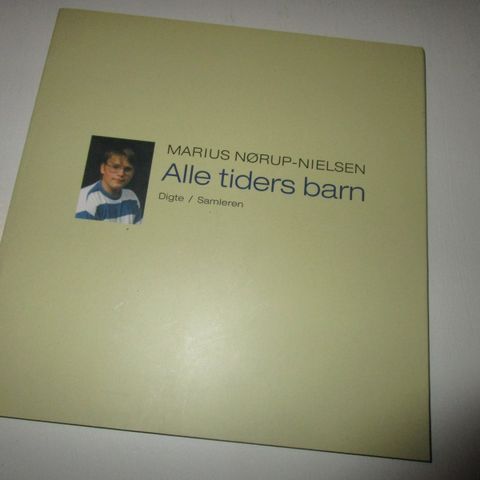 MARIUS NØRUP-NIELSEN
Alle tiders barn
Digte / Samleren